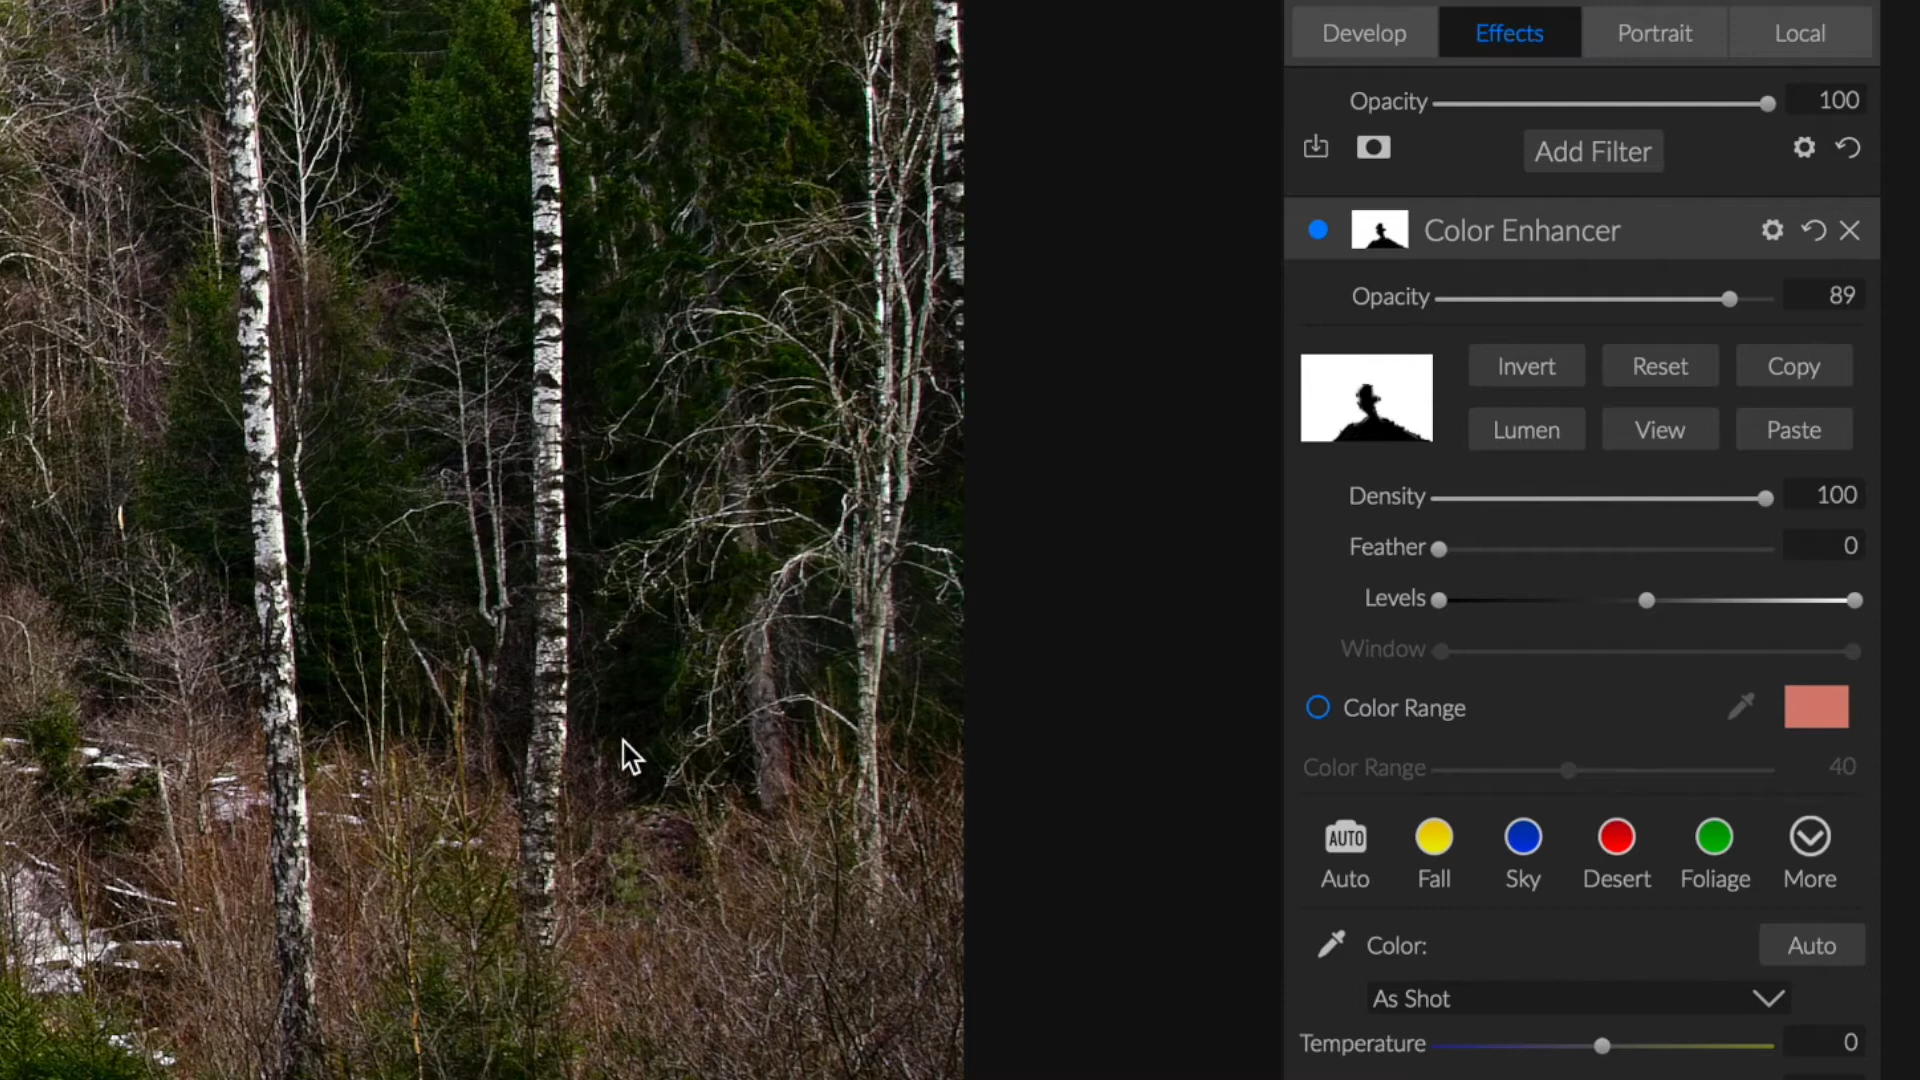 Develop Effects Portrait Local
Opacity 100
Add Filter
Color Enhancer
Opacity 89
Invert Reset Copy
Lumen View Paste
Density 100
Feather 0
Levels
Window
Color Range
Color Range 40
AUTO
Auto Fall Sky Desert Foliage More
Color: Auto
As Shot
Temperature 0